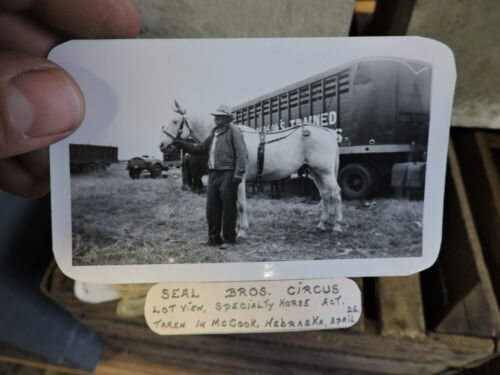 TRAINED
SEAL BROS. CIRCUS
LOT VIEW, SPECIALTY HORSE ACT.
TAKEN IN McCOOK, NEBRASKA, APRIL 26.